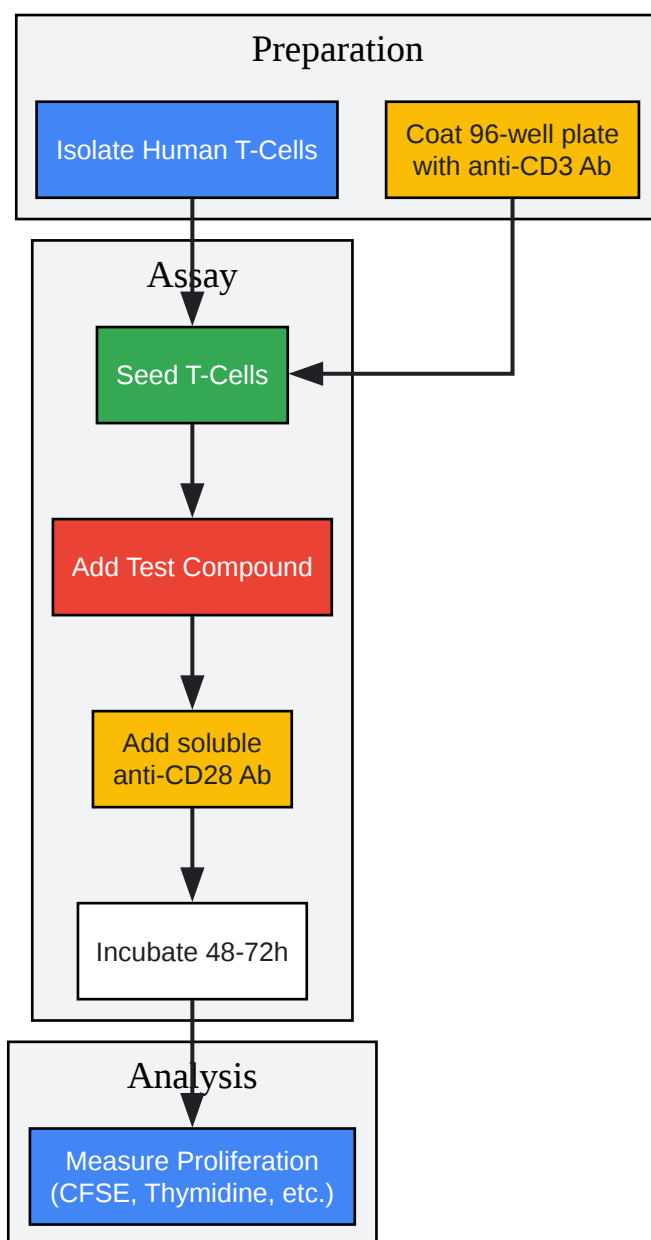 Preparation
Isolate Human T-Cells
Coat 96-well plate
with anti-CD3 Ab
Assay
Seed T-Cells
Add Test Compound
Add soluble
anti-CD28 Ab
Incubate 48-72h
Analysis
Measure Proliferation
(CFSE, Thymidine, etc.)